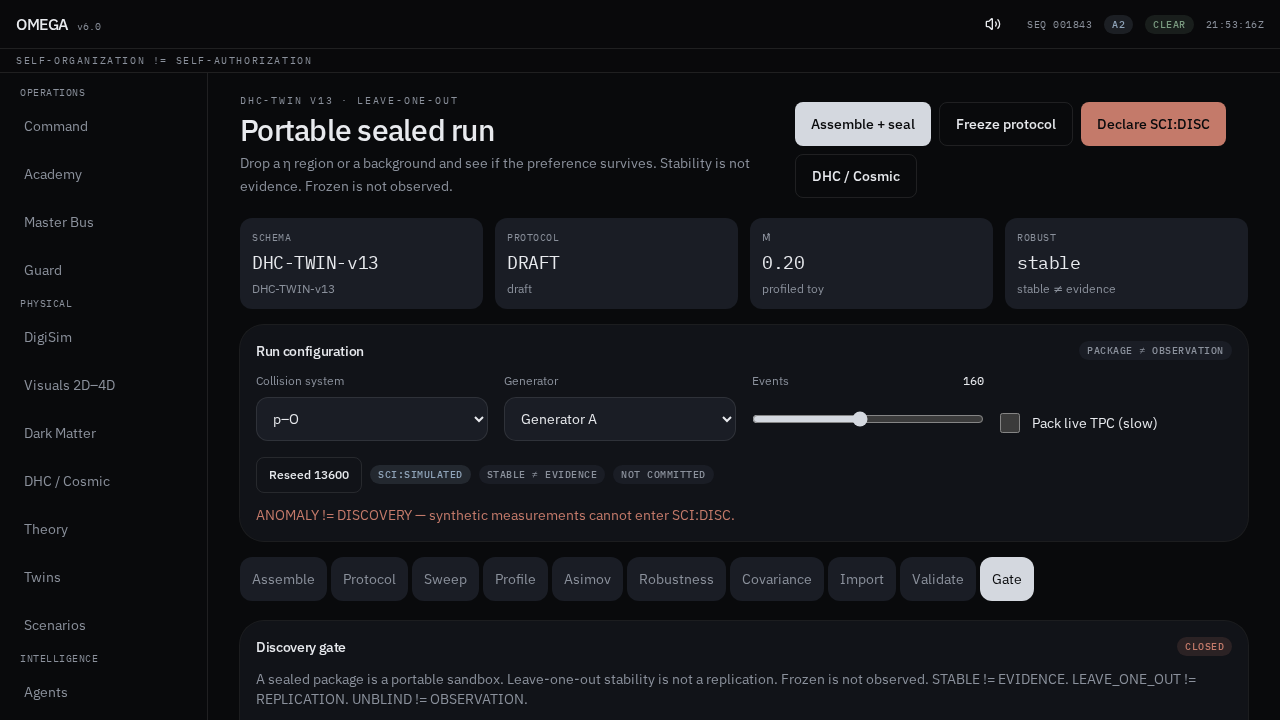 OMEGA v6.0
SEQ 001843 A2 CLEAR 21:53:16Z
SELF-ORGANIZATION != SELF-AUTHORIZATION
OPERATIONS
Command
Academy
Master Bus
Guard
PHYSICAL
DigiSim
Visuals 2D–4D
Dark Matter
DHC / Cosmic
Theory
Twins
Scenarios
INTELLIGENCE
Agents
DHC-TWIN V13 · LEAVE-ONE-OUT
Portable sealed run
Drop a η region or a background and see if the preference survives. Stability is not
evidence. Frozen is not observed.
Assemble + seal
Freeze protocol
Declare SCI:DISC
DHC / Cosmic
SCHEMA
DHC-TWIN-v13
DHC-TWIN-v13
PROTOCOL
DRAFT
draft
M̂
0.20
profiled toy
ROBUST
stable
stable ≠ evidence
Run configuration
PACKAGE ≠ OBSERVATION
Collision system
p–O
Generator
Generator A
Events 160
Pack live TPC (slow)
Reseed 13600
SCI:SIMULATED
STABLE ≠ EVIDENCE
NOT COMMITTED
ANOMALY != DISCOVERY — synthetic measurements cannot enter SCI:DISC.
Assemble
Protocol
Sweep
Profile
Asimov
Robustness
Covariance
Import
Validate
Gate
Discovery gate
CLOSED
A sealed package is a portable sandbox. Leave-one-out stability is not a replication. Frozen is not observed. STABLE != EVIDENCE. LEAVE_ONE_OUT !=
REPLICATION. UNBLIND != OBSERVATION.